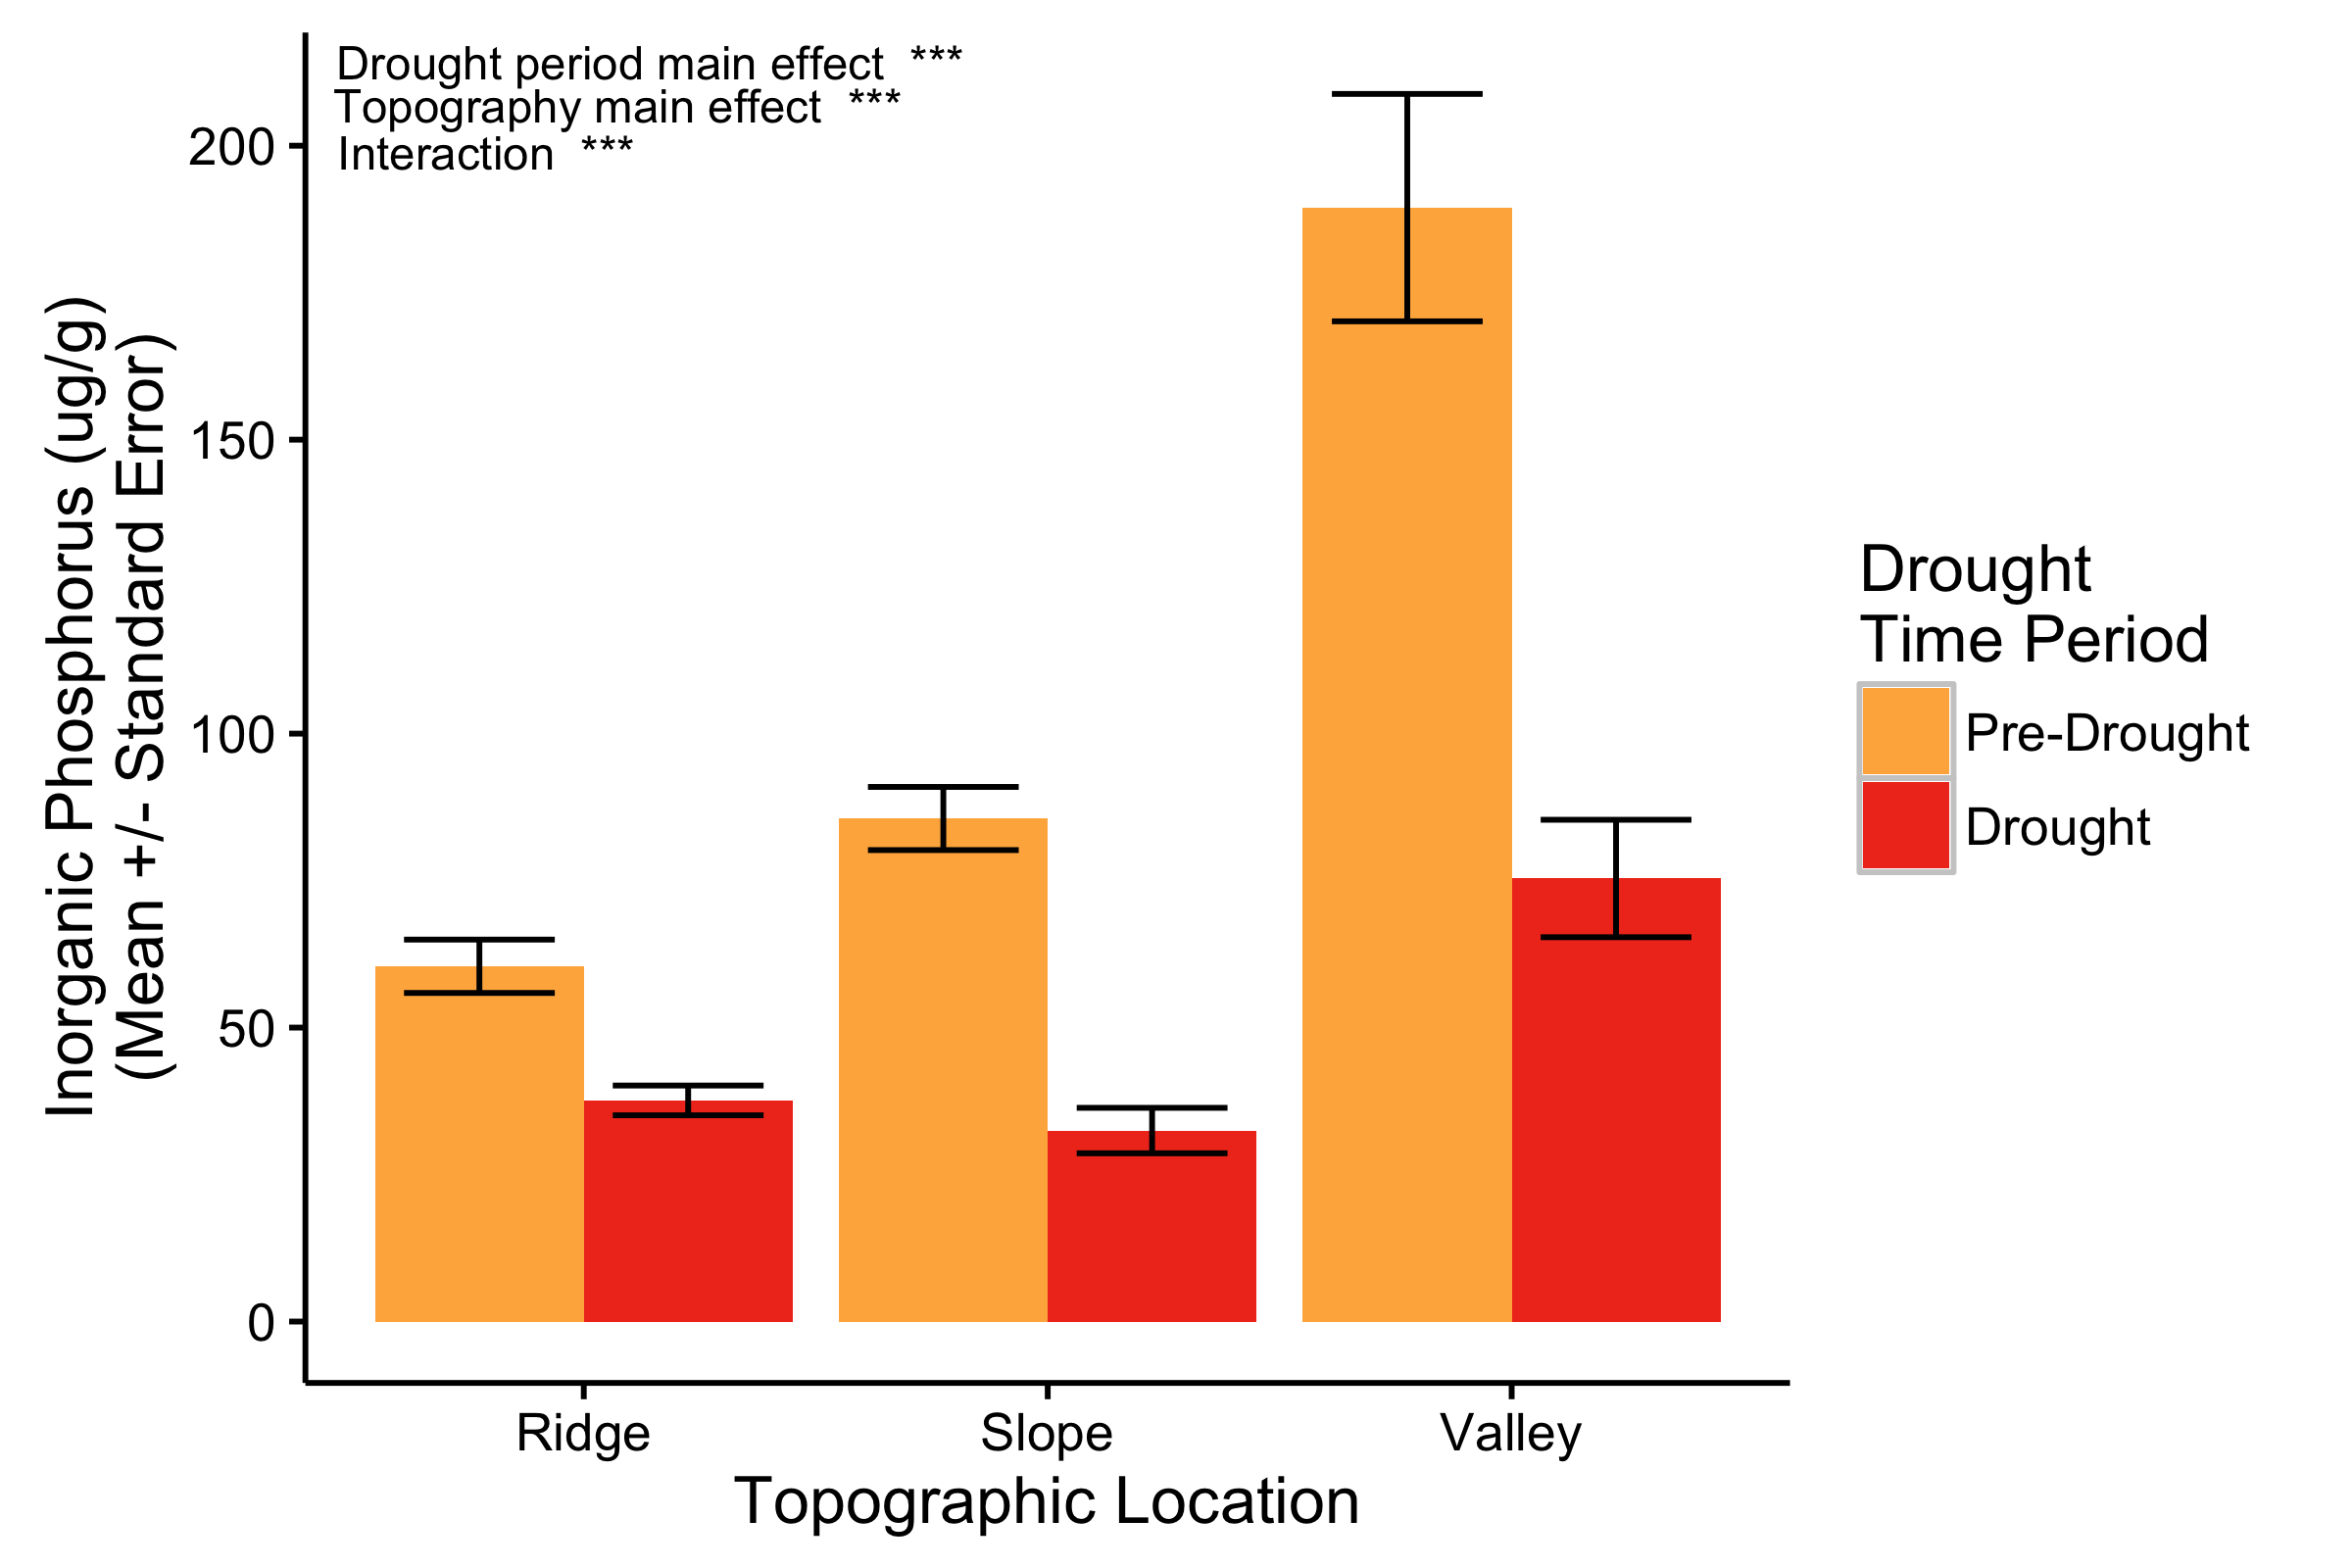 Drought period main effect ***
Topography main effect ***
Interaction ***
Inorganic Phosphorus (ug/g)
(Mean +/- Standard Error)
200
150
100
50
0
Ridge
Slope
Valley
Topographic Location
Drought
Time Period
Pre-Drought
Drought